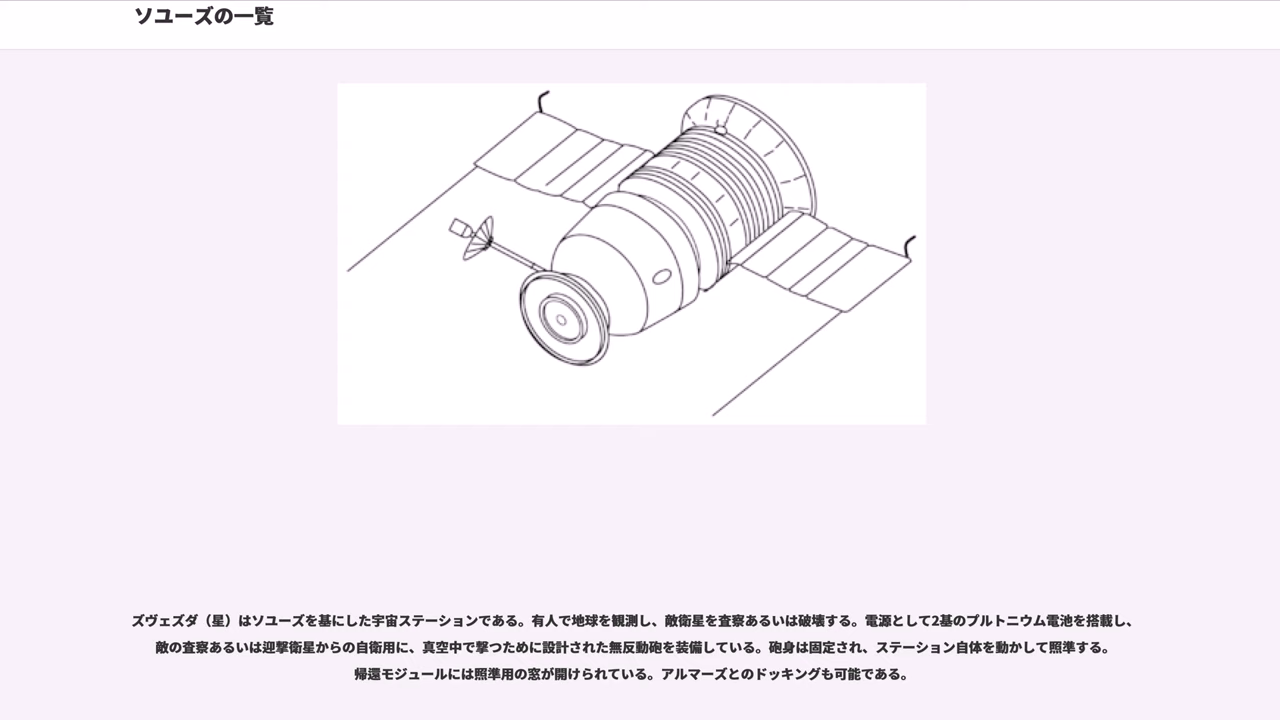 ソユーズの一覧
ズヴェズダ（星）はソユーズを基にした宇宙ステーションである。有人で地球を観測し、敵衛星を査察あるいは破壊する。電源として2基のプルトニウム電池を搭載し、
敵の査察あるいは迎撃衛星からの自衛用に、真空中で撃つために設計された無反動砲を装備している。砲身は固定され、ステーション自体を動かして照準する。
帰還モジュールには照準用の窓が開けられている。アルマーズとのドッキングも可能である。